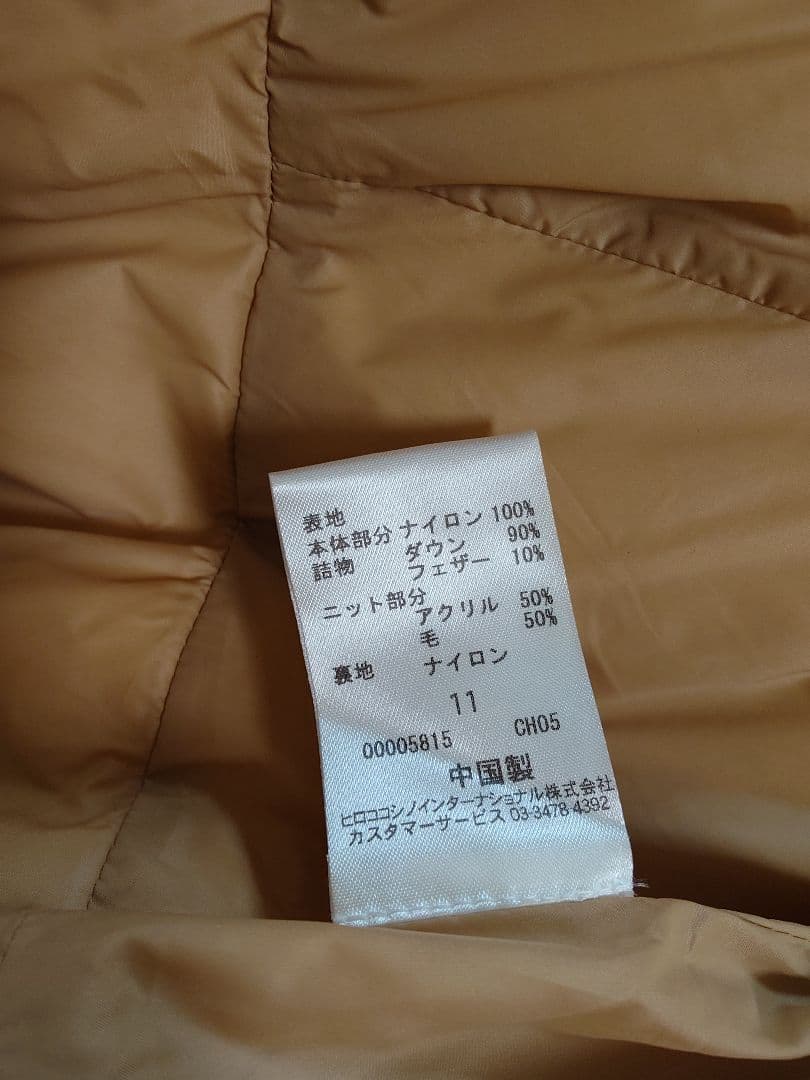 表地
本体部分 ナイロン 100%
詰物 ダウン 90%
フェザー 10%
ニット部分
アクリル 50%
毛 50%
裏地 ナイロン
11
00005815 CH05
中国製
ヒロココシノインターナショナル株式会社
カスタマーサービス 03-3478-4392